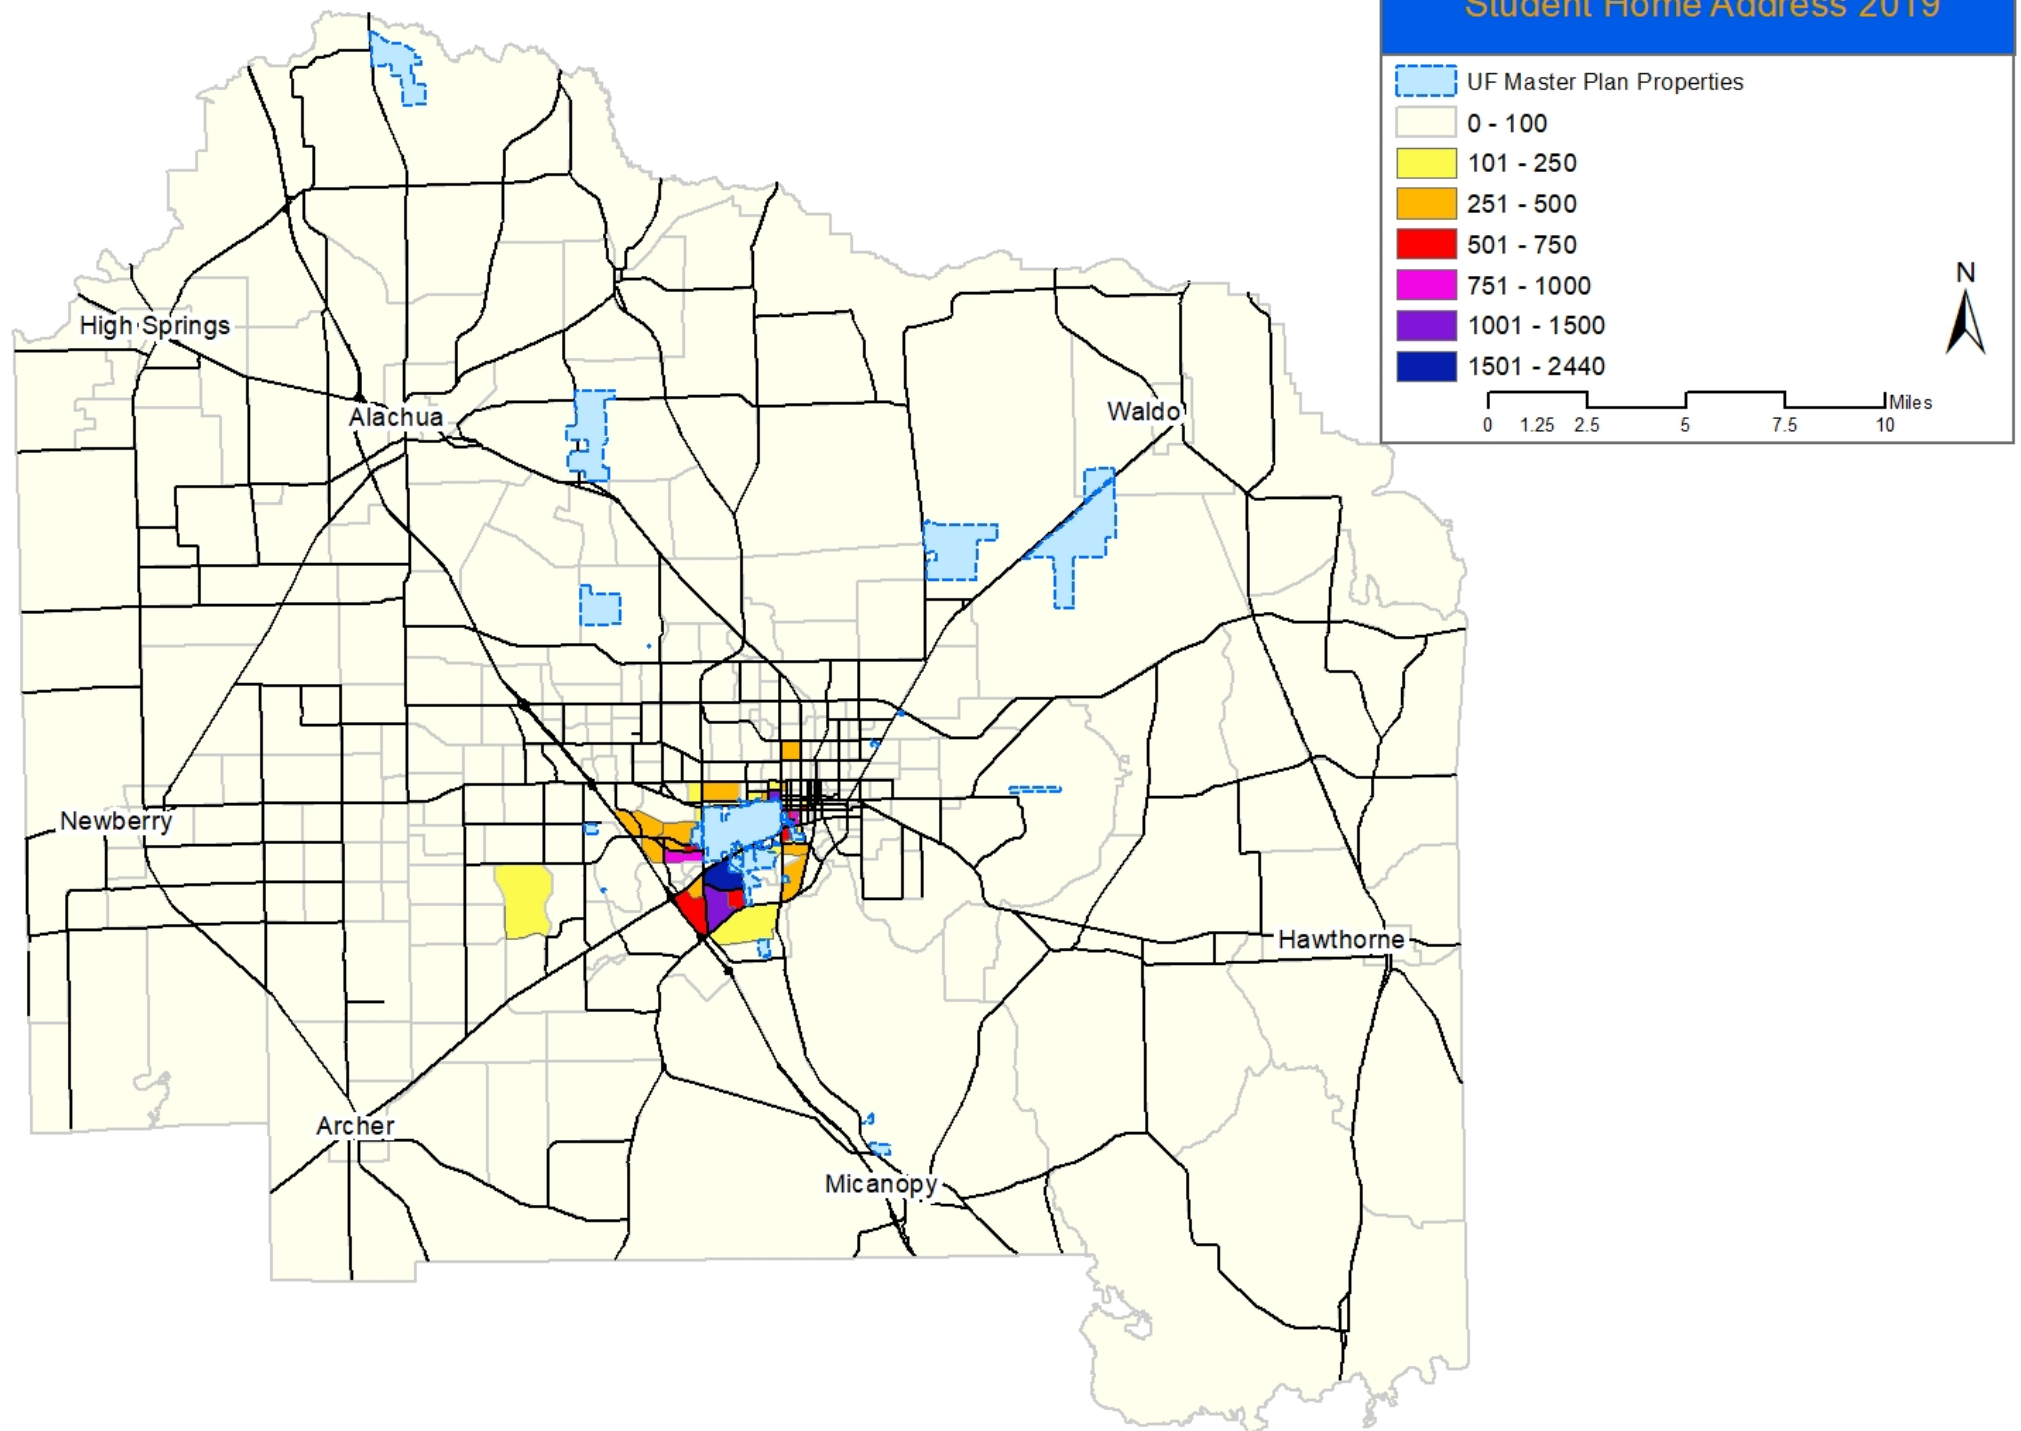 Student Home Address 2019
UF Master Plan Properties
0 - 100
101 - 250
251 - 500
501 - 750
751 - 1000
1001 - 1500
1501 - 2440
N
Miles
0 1.25 2.5 5 7.5 10
High Springs
Alachua
Waldo
Newberry
Hawthorne
Archer
Micanopy